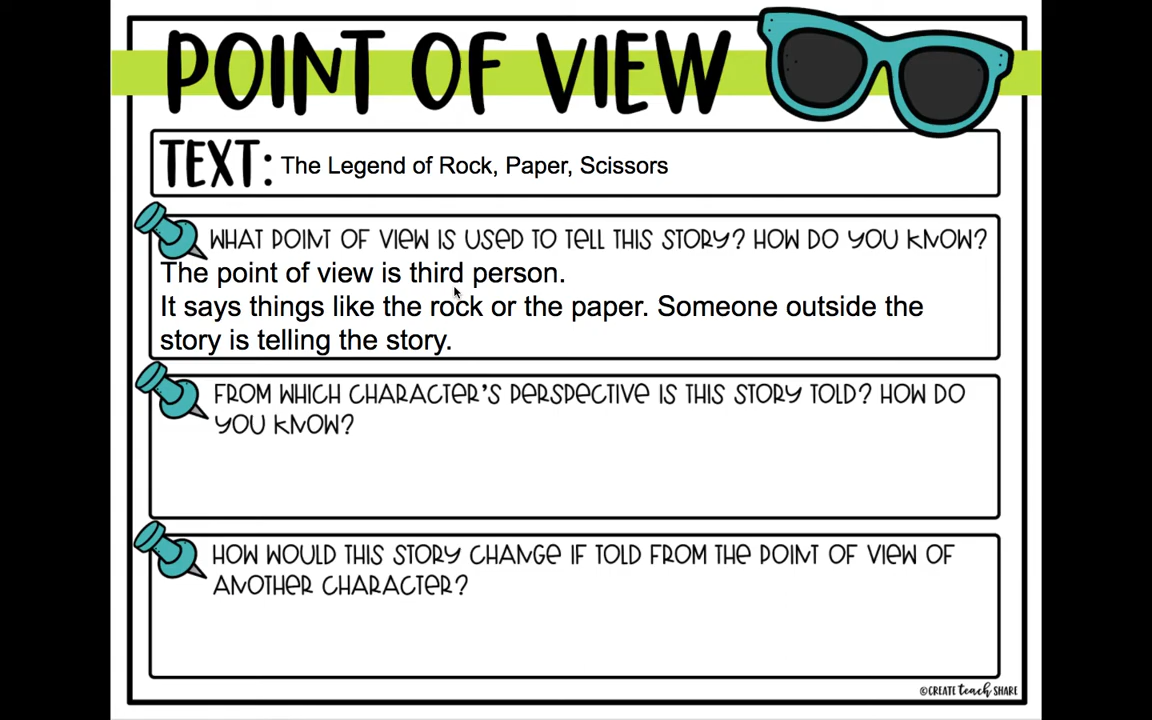 POINT OF VIEW
TEXT: The Legend of Rock, Paper, Scissors
WHAT POINT OF VIEW IS USED TO TELL THIS STORY? HOW DO YOU KNOW?
The point of view is third person.
It says things like the rock or the paper. Someone outside the
story is telling the story.
FROM WHICH CHARACTER'S PERSPECTIVE IS THIS STORY TOLD? HOW DO
YOU KNOW?
HOW WOULD THIS STORY CHANGE IF TOLD FROM THE POINT OF VIEW OF
ANOTHER CHARACTER?
©CREATE teach SHARE